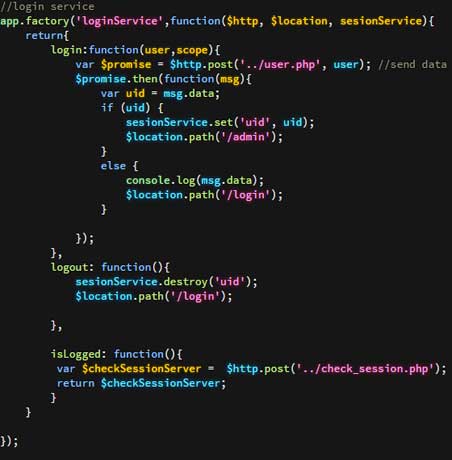 //login service
app.factory('loginService',function($http, $location, sesionService){
    return{
        login:function(user,scope){
            var $promise = $http.post('../user.php', user); //send data
            $promise.then(function(msg){
                var uid = msg.data;
                if (uid) {
                    sesionService.set('uid', uid);
                    $location.path('/admin');
                }
                else {
                    console.log(msg.data);
                    $location.path('/login');
                }

            });
        },
        logout: function(){
            sesionService.destroy('uid');
            $location.path('/login');

        },

        isLogged: function(){
         var $checkSessionServer =  $http.post('../check_session.php');
         return $checkSessionServer;
        }
    }

});